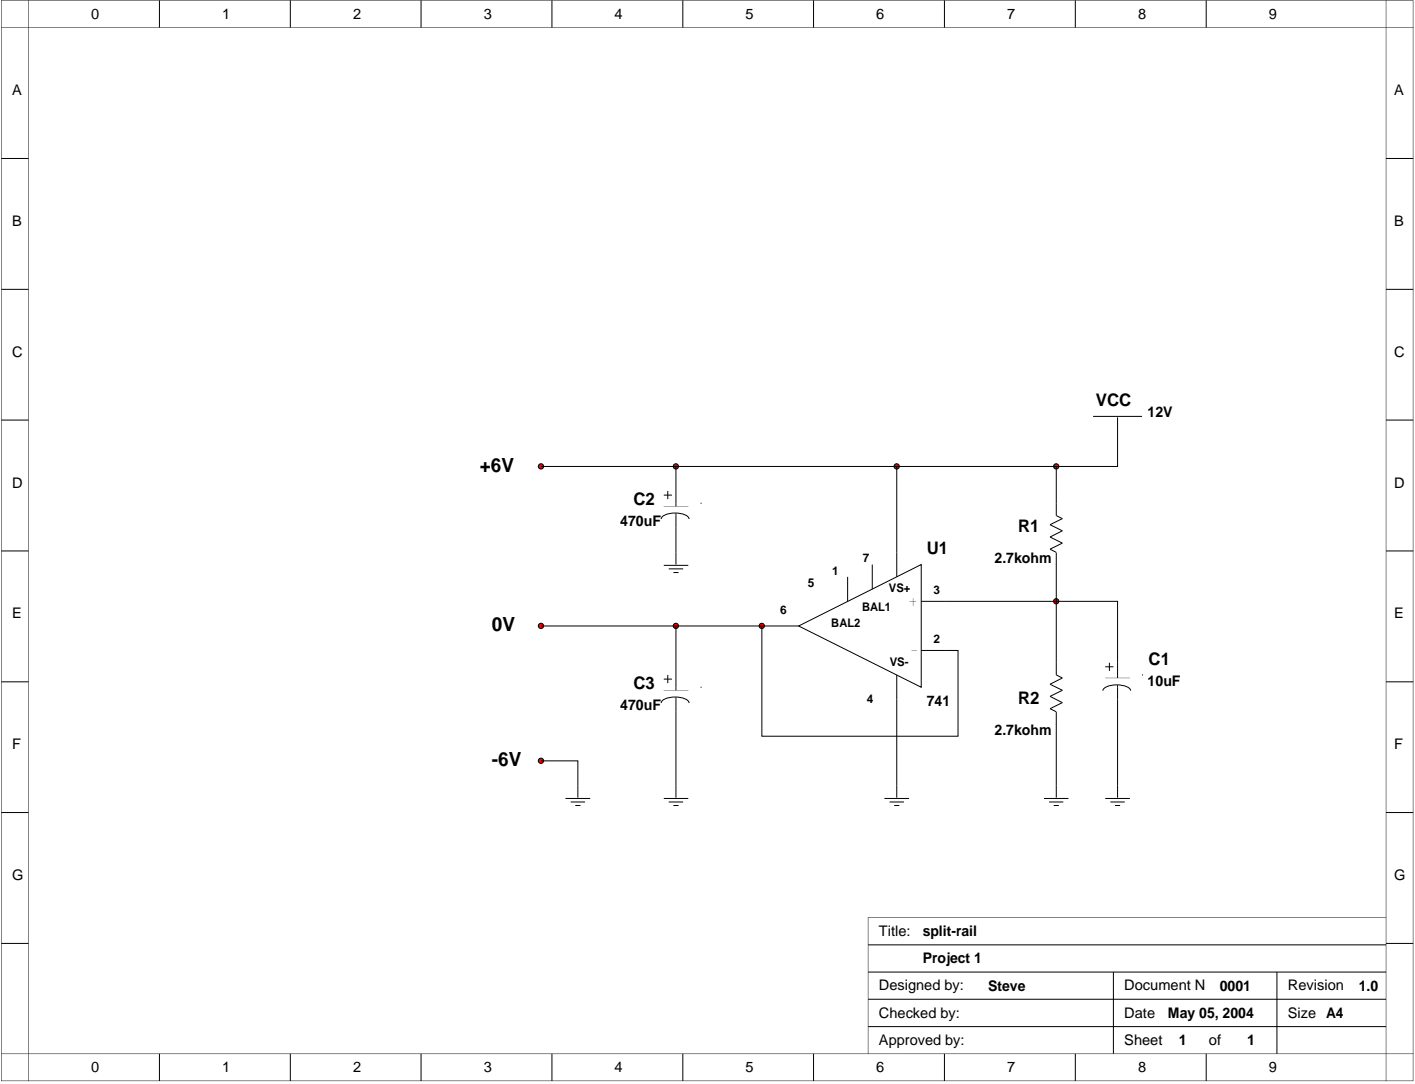 0 1 2 3 4 5 6 7 8 9
A A
B B
C C
VCC
12V
+6V
D D
C2 +
470uF
R1
U1
2.7kohm
7
1
5
VS+
3
+
BAL1
6
E E
0V
BAL2
2
-
VS-
C1
+
10uF
C3 +
470uF
4
741
R2
2.7kohm
F F
-6V
G G
Title: split-rail
Project 1
Designed by: Steve Document N 0001 Revision 1.0
Checked by: Date May 05, 2004 Size A4
Approved by: Sheet 1 of 1
0 1 2 3 4 5 6 7 8 9